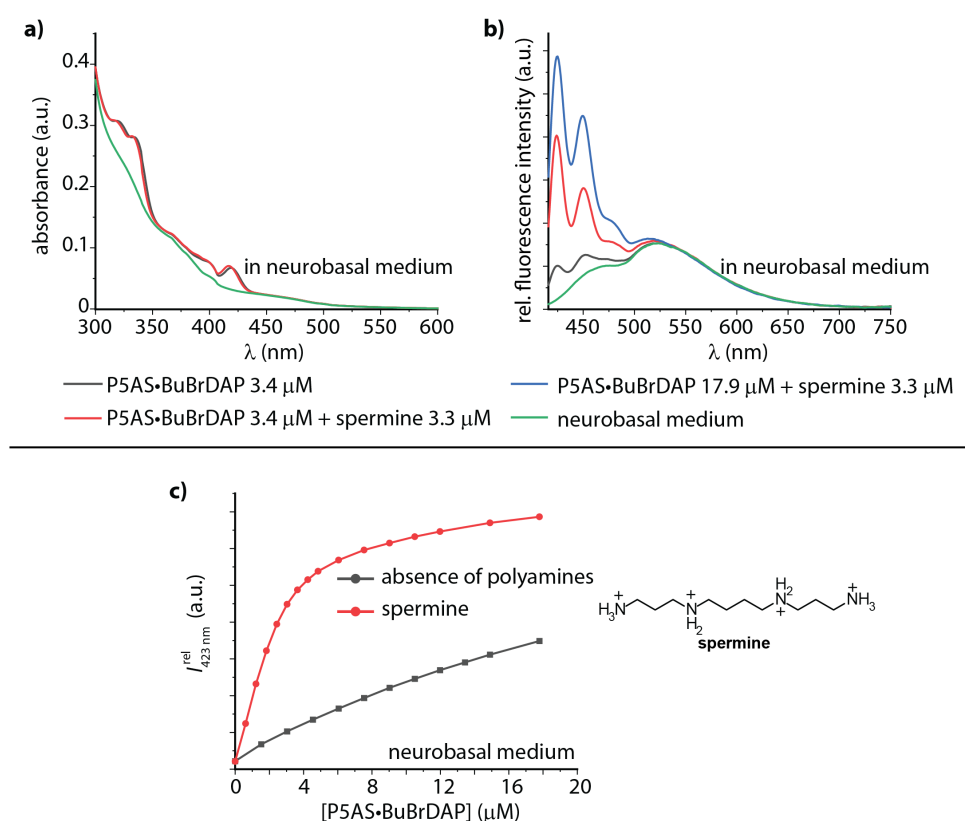 a)
absorbance (a.u.)
0.4
0.3
0.2
0.1
0
in neurobasal medium
300 350 400 450 500 550 600
λ (nm)
b)
rel. fluorescence intensity (a.u.)
in neurobasal medium
450 500 550 600 650 700 750
λ (nm)
P5AS•BuBrDAP 3.4 μM
P5AS•BuBrDAP 3.4 μM + spermine 3.3 μM
P5AS•BuBrDAP 17.9 μM + spermine 3.3 μM
neurobasal medium
c)
I rel 423 nm (a.u.)
absence of polyamines
spermine
neurobasal medium
0 4 8 12 16 20
[P5AS•BuBrDAP] (μM)
H3N+ +N H2 H2 N+ +NH3
spermine